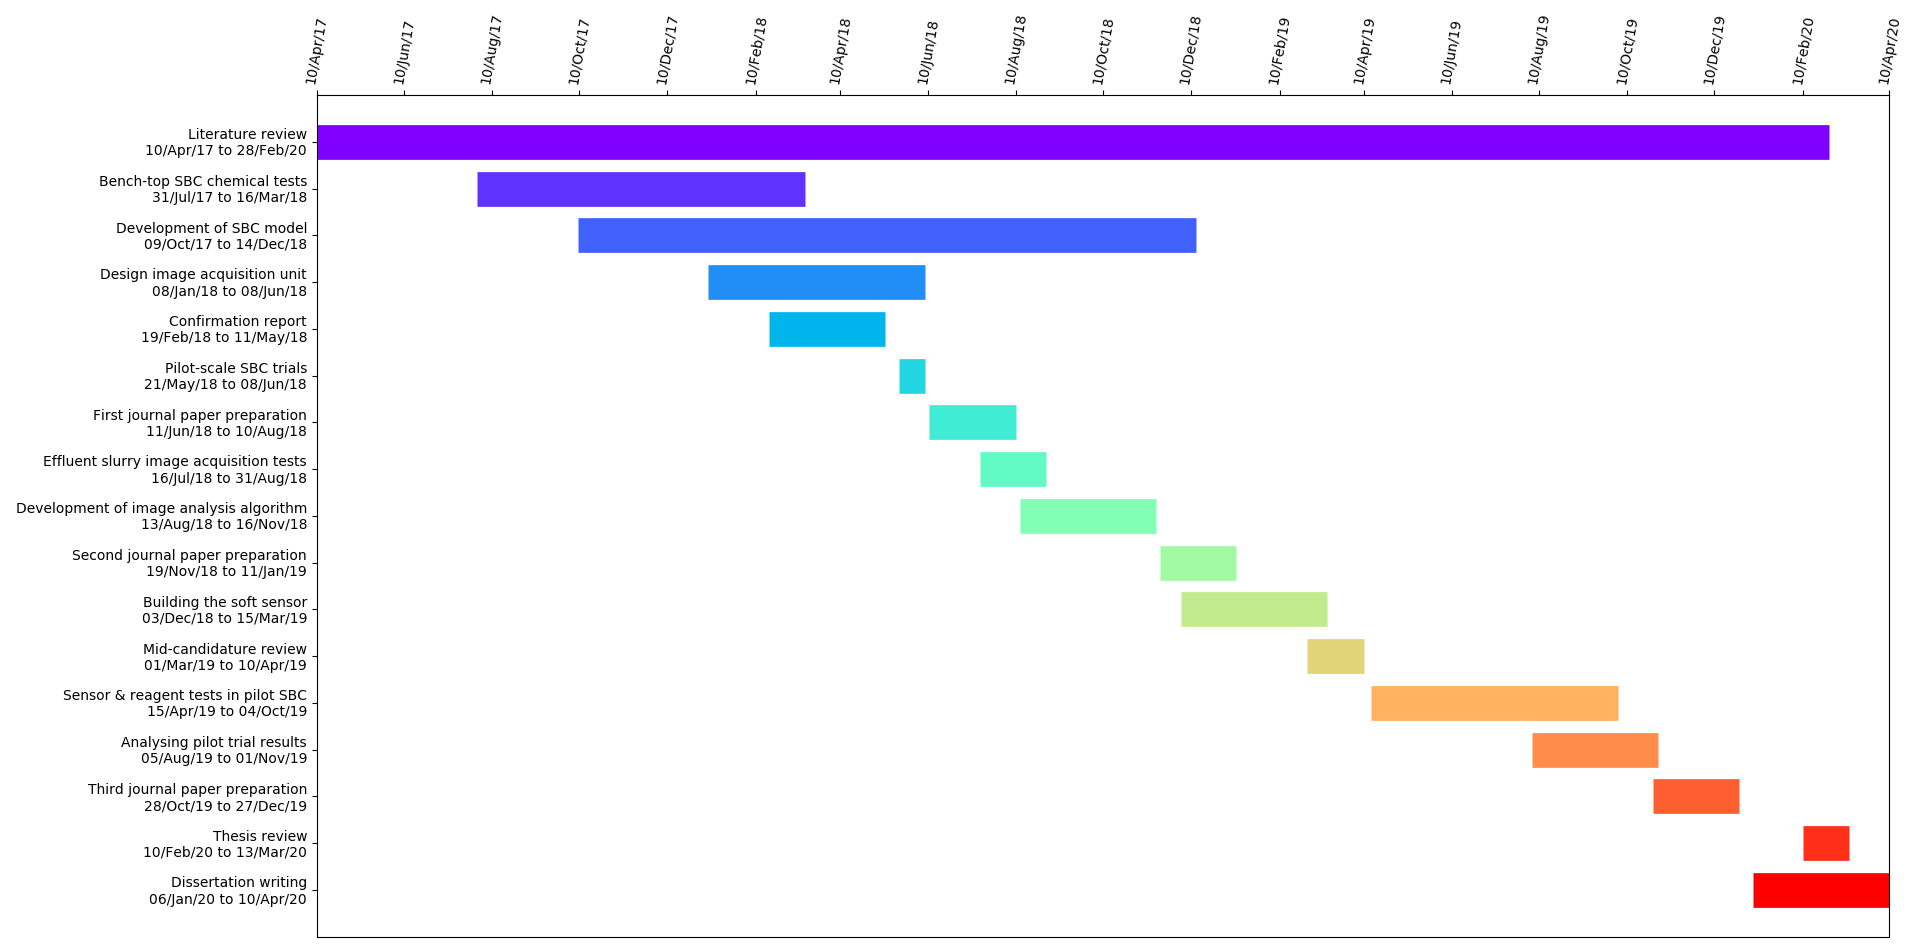 10/Apr/17
10/Jun/17
10/Aug/17
10/Oct/17
10/Dec/17
10/Feb/18
10/Apr/18
10/Jun/18
10/Aug/18
10/Oct/18
10/Dec/18
10/Feb/19
10/Apr/19
10/Jun/19
10/Aug/19
10/Oct/19
10/Dec/19
10/Feb/20
10/Apr/20
Literature review
10/Apr/17 to 28/Feb/20
Bench-top SBC chemical tests
31/Jul/17 to 16/Mar/18
Development of SBC model
09/Oct/17 to 14/Dec/18
Design image acquisition unit
08/Jan/18 to 08/Jun/18
Confirmation report
19/Feb/18 to 11/May/18
Pilot-scale SBC trials
21/May/18 to 08/Jun/18
First journal paper preparation
11/Jun/18 to 10/Aug/18
Effluent slurry image acquisition tests
16/Jul/18 to 31/Aug/18
Development of image analysis algorithm
13/Aug/18 to 16/Nov/18
Second journal paper preparation
19/Nov/18 to 11/Jan/19
Building the soft sensor
03/Dec/18 to 15/Mar/19
Mid-candidature review
01/Mar/19 to 10/Apr/19
Sensor & reagent tests in pilot SBC
15/Apr/19 to 04/Oct/19
Analysing pilot trial results
05/Aug/19 to 01/Nov/19
Third journal paper preparation
28/Oct/19 to 27/Dec/19
Thesis review
10/Feb/20 to 13/Mar/20
Dissertation writing
06/Jan/20 to 10/Apr/20